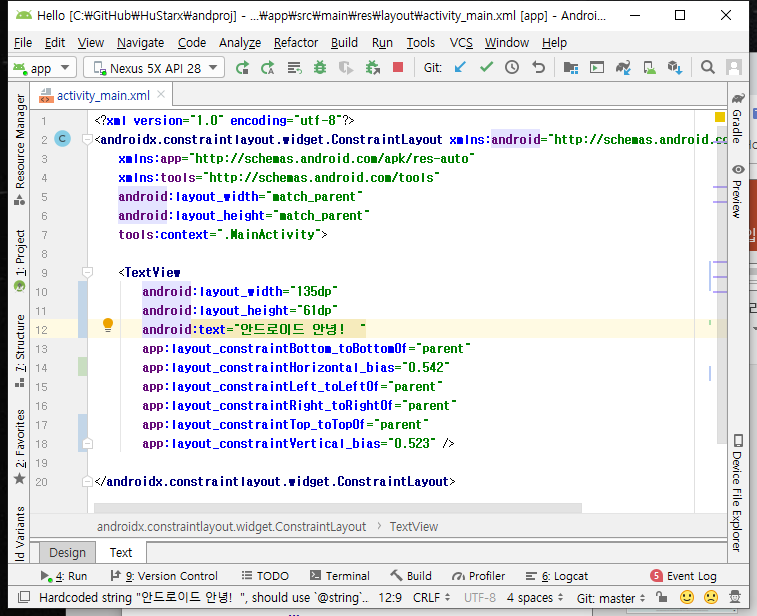 Hello [C:₩GitHub₩HuStarx₩andproj] - ...₩app₩src₩main₩res₩layout₩activity_main.xml [app] - Androi...
File Edit View Navigate Code Analyze Refactor Build Run Tools VCS Window Help
app Nexus 5X API 28 Git:
activity_main.xml
1 <?xml version="1.0" encoding="utf-8"?>
2 C <androidx.constraintlayout.widget.ConstraintLayout xmlns:android="http://schemas.android.co
3 xmlns:app="http://schemas.android.com/apk/res-auto"
4 xmlns:tools="http://schemas.android.com/tools"
5 android:layout_width="match_parent"
6 android:layout_height="match_parent"
7 tools:context=".MainActivity">
8
9 <TextView
10 android:layout_width="135dp"
11 android:layout_height="61dp"
12 android:text="안드로이드 안녕! "
13 app:layout_constraintBottom_toBottomOf="parent"
14 app:layout_constraintHorizontal_bias="0.542"
15 app:layout_constraintLeft_toLeftOf="parent"
16 app:layout_constraintRight_toRightOf="parent"
17 app:layout_constraintTop_toTopOf="parent"
18 app:layout_constraintVertical_bias="0.523" />
19
20 </androidx.constraintlayout.widget.ConstraintLayout>
Resource Manager
1: Project
7: Structure
2: Favorites
ld Variants
Gradle
Preview
Device File Explorer
androidx.constraintlayout.widget.ConstraintLayout > TextView
Design Text
4: Run 9: Version Control TODO Terminal Build Profiler 6: Logcat 5 Event Log
Hardcoded string "안드로이드 안녕! ", should use `@string`.. 12:9 CRLF UTF-8 4 spaces Git: master